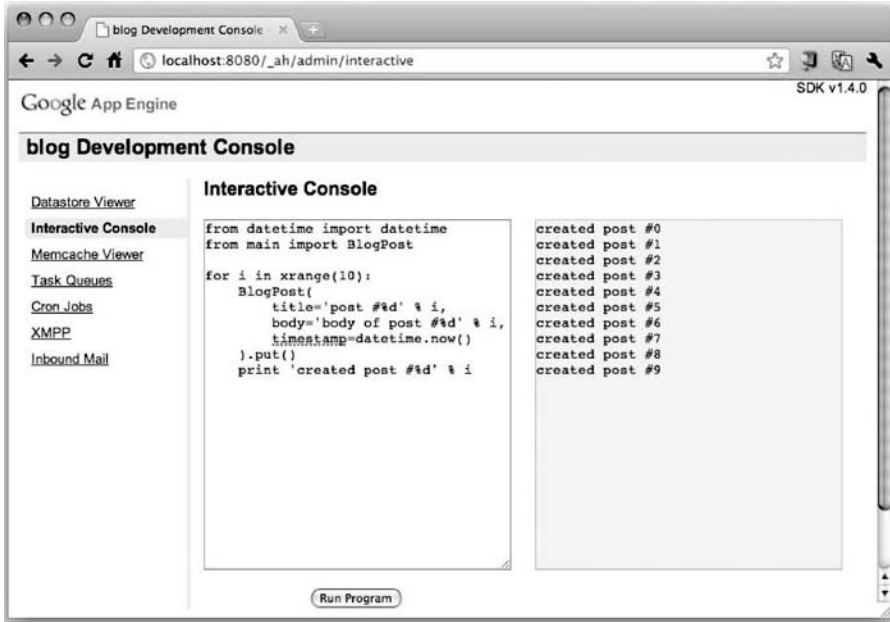 blog Development Console -
localhost:8080/_ah/admin/interactive
SDK v1.4.0
Google App Engine
blog Development Console
Datastore Viewer
Interactive Console
Memcache Viewer
Task Queues
Cron Jobs
XMPP
Inbound Mail
Interactive Console
from datetime import datetime
from main import BlogPost
for i in xrange(10):
BlogPost(
title='post #%d' % i,
body='body of post #%d' % i,
timestamp=datetime.now()
).put()
print 'created post #%d' % i
created post #0
created post #1
created post #2
created post #3
created post #4
created post #5
created post #6
created post #7
created post #8
created post #9
Run Program